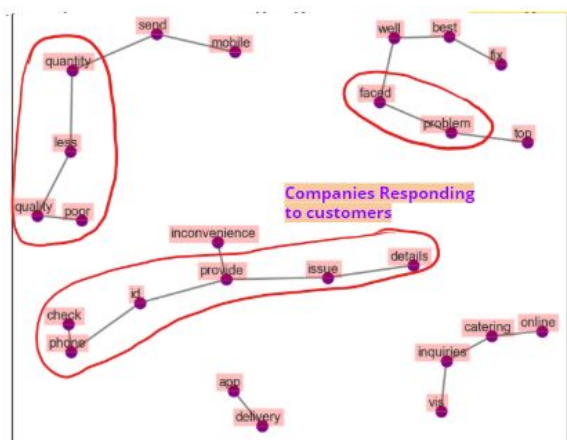 send
mobile
quantity
less
quality
poor
well
best
fix
faced
problem
top
Companies Responding
to customers
inconvenience
provide
issue
details
id
check
phone
catering
online
inquiries
vis
app
delivery